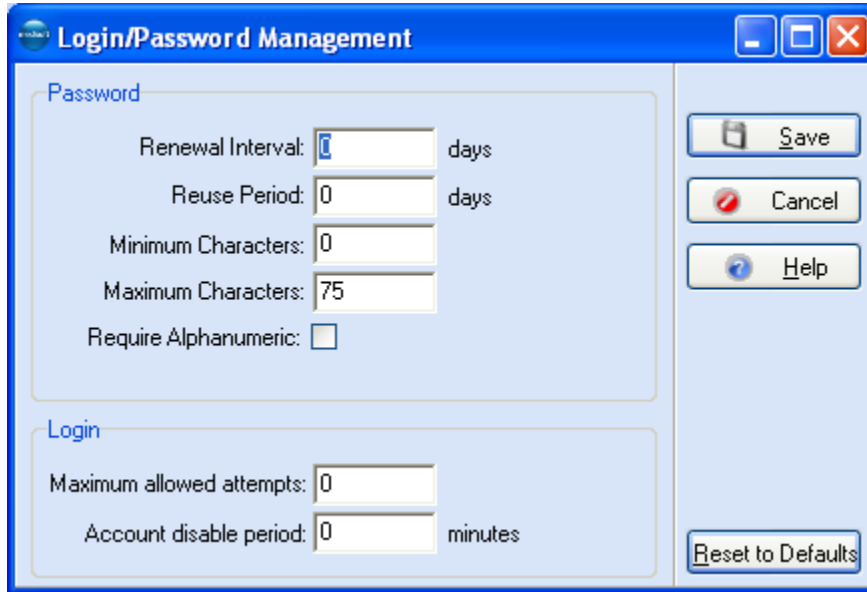 Login/Password Management
Password
Renewal Interval: 0 days
Reuse Period: 0 days
Minimum Characters: 0
Maximum Characters: 75
Require Alphanumeric:
Login
Maximum allowed attempts: 0
Account disable period: 0 minutes
Save
Cancel
Help
Reset to Defaults